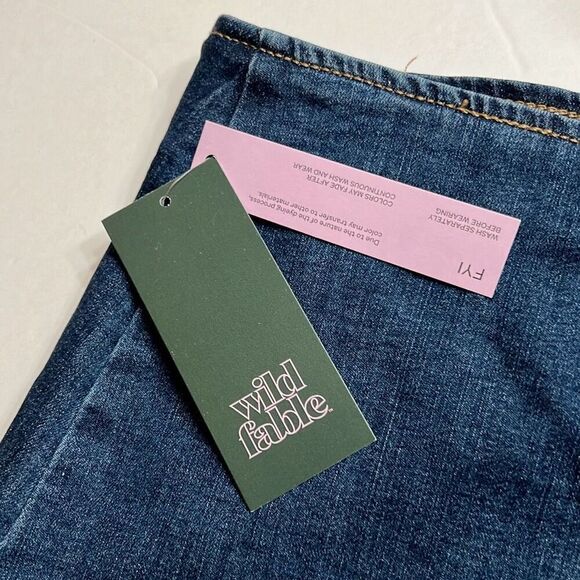 wild
fable™
FYI
WASH SEPARATELY
BEFORE WEARING
COLORS MAY FADE AFTER
CONTINUOUS WASH AND WEAR
Due to the nature of the dyeing process,
color may transfer to other materials.